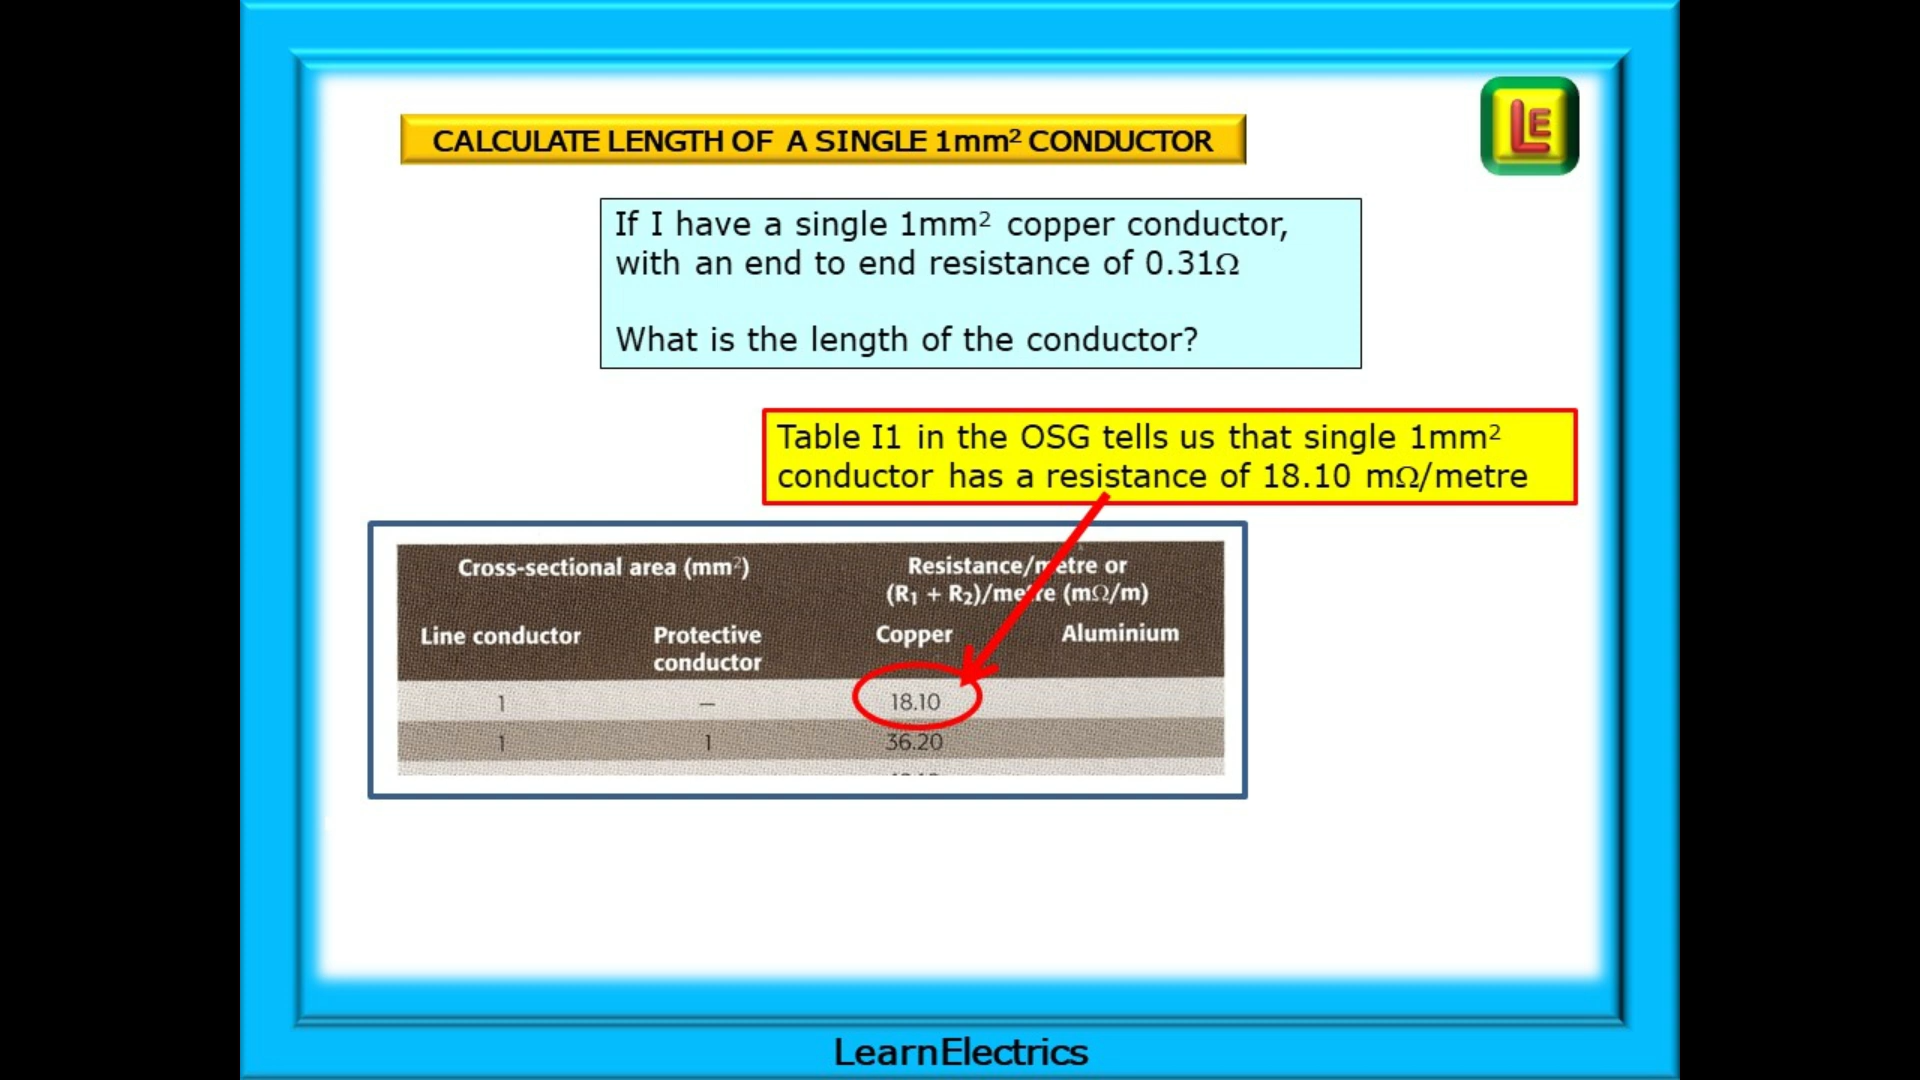 LE
CALCULATE LENGTH OF A SINGLE 1mm² CONDUCTOR
If I have a single 1mm² copper conductor,
with an end to end resistance of 0.31Ω
What is the length of the conductor?
Table I1 in the OSG tells us that single 1mm²
conductor has a resistance of 18.10 mΩ/metre
Cross-sectional area (mm²) Resistance/metre or
(R₁ + R₂)/metre (mΩ/m)
Line conductor Protective conductor Copper Aluminium
1 — 18.10
1 1 36.20
LearnElectrics